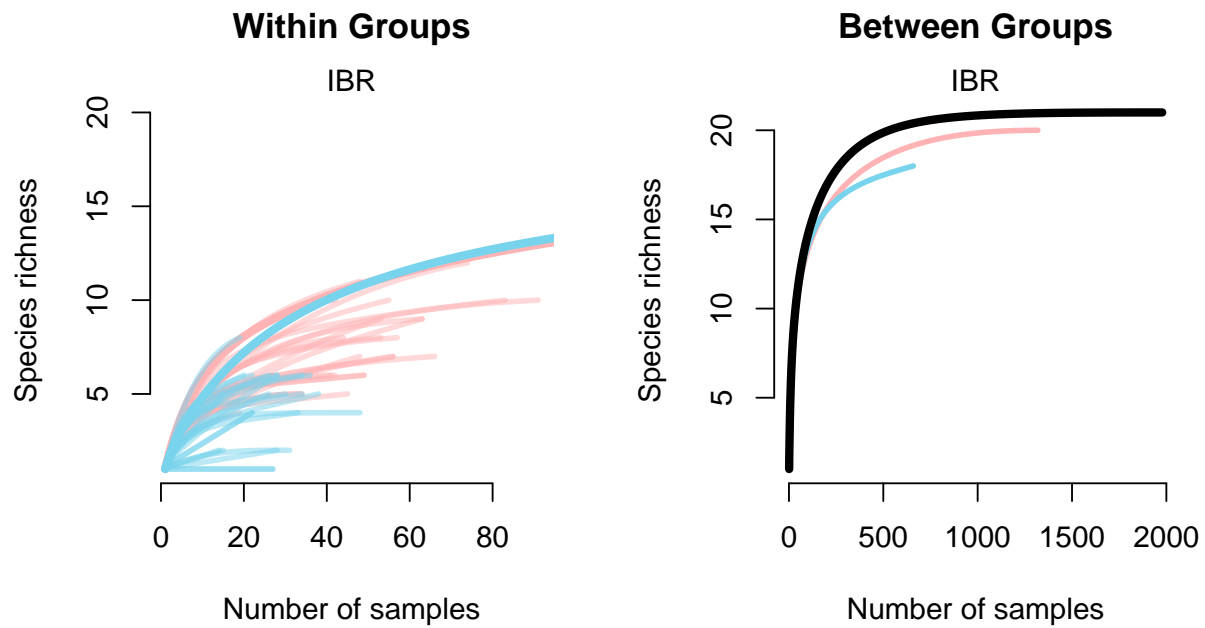 Within Groups
IBR
Species richness
20
15
10
5
0 20 40 60 80
Number of samples
Between Groups
IBR
Species richness
20
15
10
5
0 500 1000 1500 2000
Number of samples